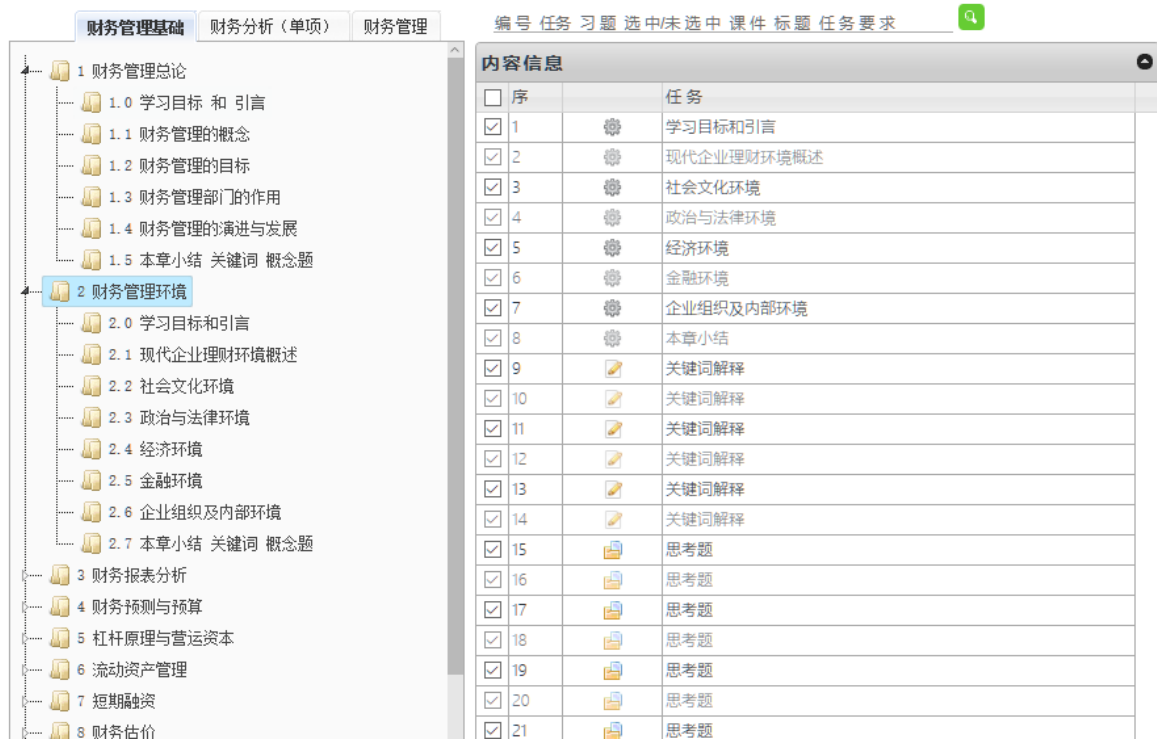 财务管理基础 财务分析（单项） 财务管理
编号 任务 习题 选中/未选中 课件 标题 任务要求
1 财务管理总论
1.0 学习目标 和 引言
1.1 财务管理的概念
1.2 财务管理的目标
1.3 财务管理部门的作用
1.4 财务管理的演进与发展
1.5 本章小结 关键词 概念题
2 财务管理环境
2.0 学习目标和引言
2.1 现代企业理财环境概述
2.2 社会文化环境
2.3 政治与法律环境
2.4 经济环境
2.5 金融环境
2.6 企业组织及内部环境
2.7 本章小结 关键词 概念题
3 财务报表分析
4 财务预测与预算
5 杠杆原理与营运资本
6 流动资产管理
7 短期融资
8 财务估价
内容信息
序 任务
1 学习目标和引言
2 现代企业理财环境概述
3 社会文化环境
4 政治与法律环境
5 经济环境
6 金融环境
7 企业组织及内部环境
8 本章小结
9 关键词解释
10 关键词解释
11 关键词解释
12 关键词解释
13 关键词解释
14 关键词解释
15 思考题
16 思考题
17 思考题
18 思考题
19 思考题
20 思考题
21 思考题